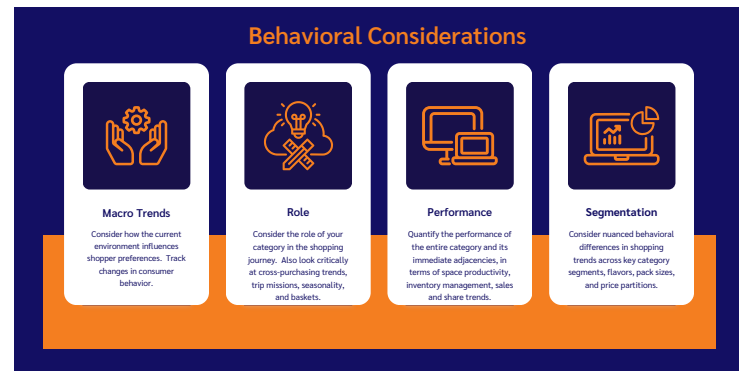 Behavioral Considerations
Macro Trends
Consider how the current
environment influences
shopper preferences. Track
changes in consumer
behavior.
Role
Consider the role of your
category in the shopping
journey. Also look critically
at cross-purchasing trends,
trip missions, seasonality,
and baskets.
Performance
Quantify the performance of
the entire category and its
immediate adjacencies, in
terms of space productivity,
inventory management, sales
and share trends.
Segmentation
Consider nuanced behavioral
differences in shopping
trends across key category
segments, flavors, pack sizes,
and price partitions.